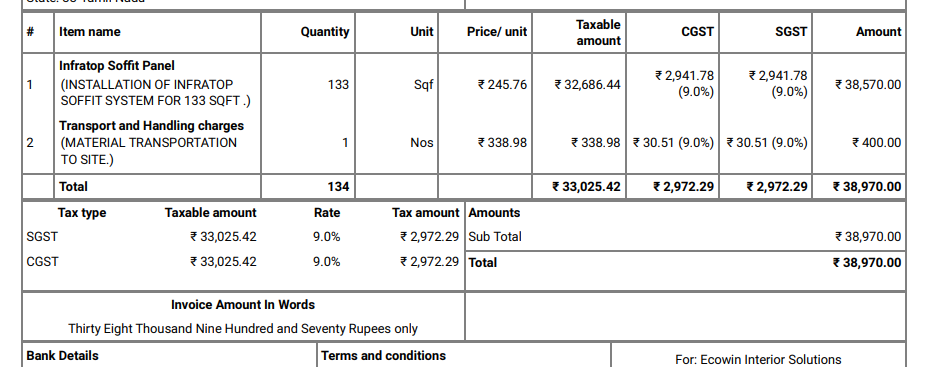 State: 33-Tamil Nadu
# Item name Quantity Unit Price/ unit Taxable amount CGST SGST Amount
1 Infratop Soffit Panel
(INSTALLATION OF INFRATOP
SOFFIT SYSTEM FOR 133 SQFT .)
133 Sqf ₹ 245.76 ₹ 32,686.44 ₹ 2,941.78 (9.0%) ₹ 2,941.78 (9.0%) ₹ 38,570.00
2 Transport and Handling charges
(MATERIAL TRANSPORTATION
TO SITE.)
1 Nos ₹ 338.98 ₹ 338.98 ₹ 30.51 (9.0%) ₹ 30.51 (9.0%) ₹ 400.00
Total 134 ₹ 33,025.42 ₹ 2,972.29 ₹ 2,972.29 ₹ 38,970.00
Tax type Taxable amount Rate Tax amount
SGST ₹ 33,025.42 9.0% ₹ 2,972.29
CGST ₹ 33,025.42 9.0% ₹ 2,972.29
Amounts
Sub Total ₹ 38,970.00
Total ₹ 38,970.00
Invoice Amount In Words
Thirty Eight Thousand Nine Hundred and Seventy Rupees only
Bank Details
Terms and conditions
For: Ecowin Interior Solutions